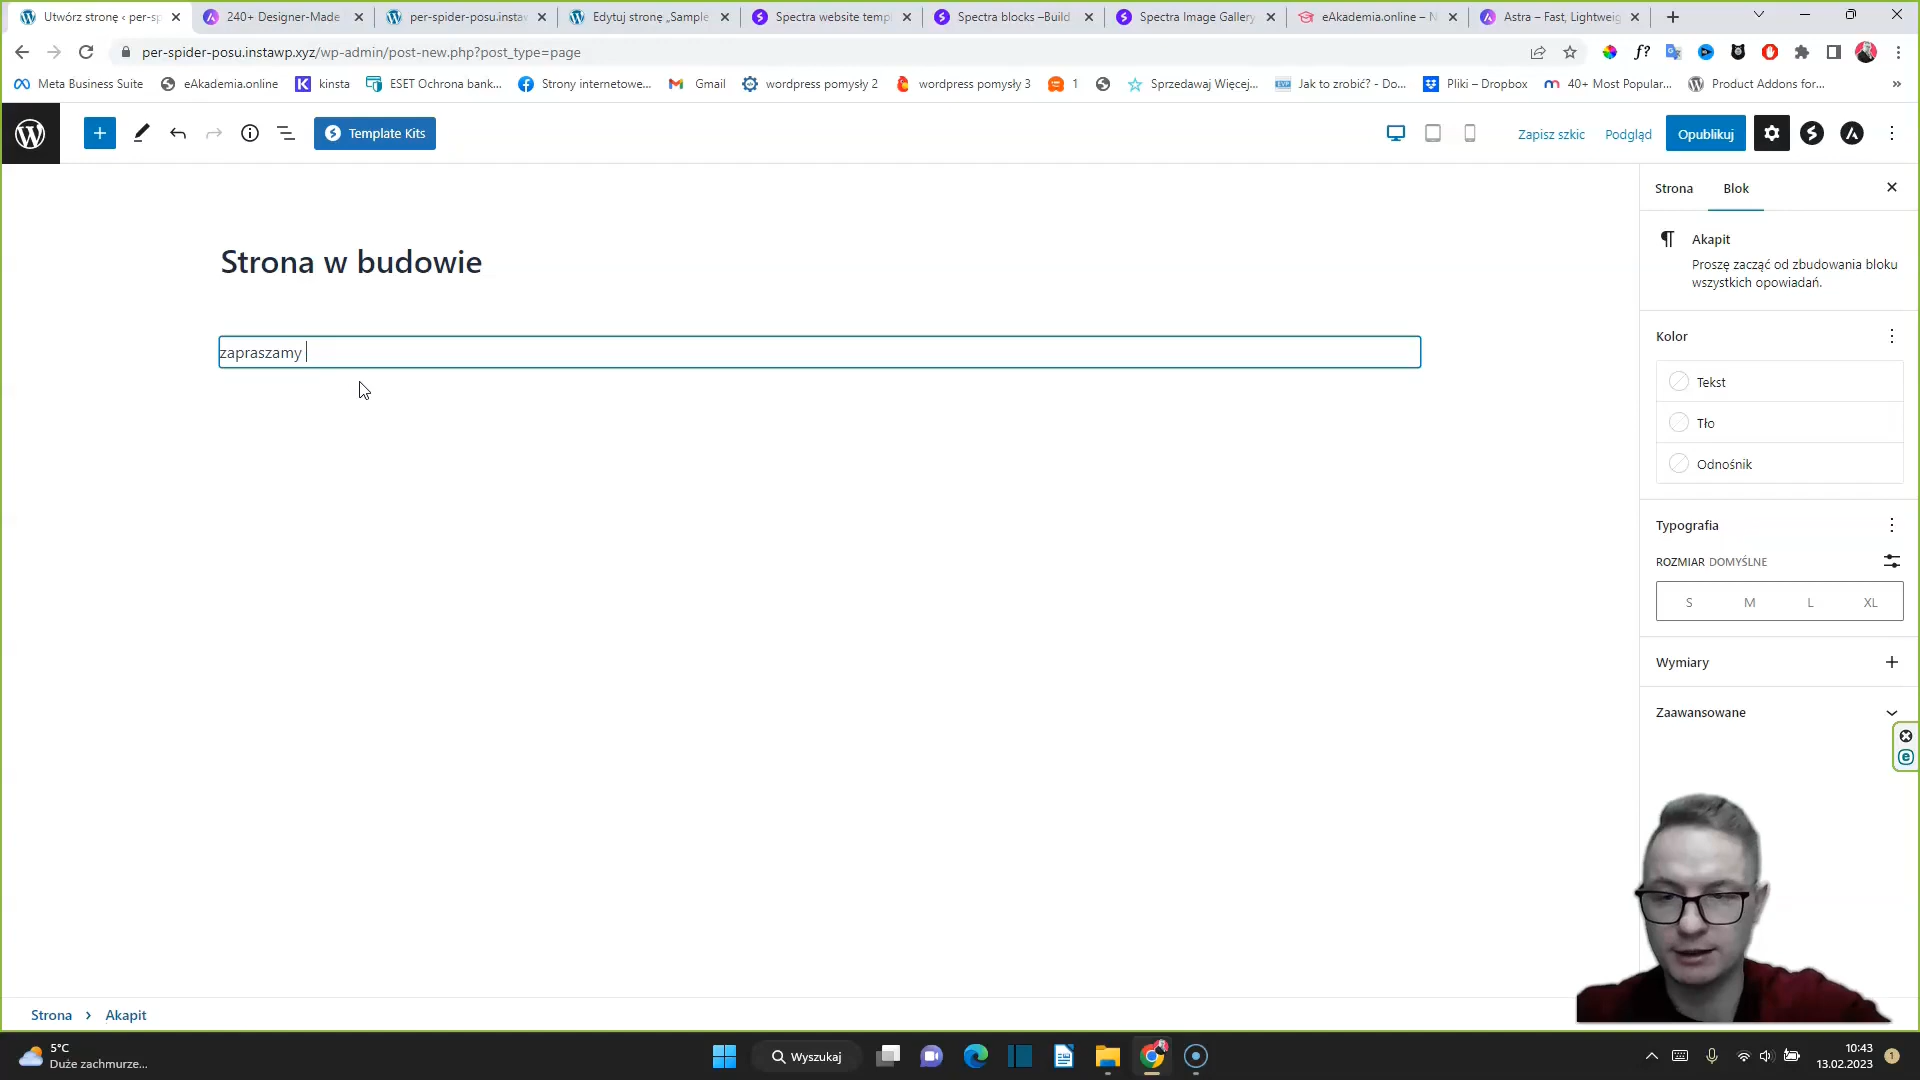 Utwórz stronę ‹ per-sp
240+ Designer-Made
per-spider-posu.instaw
Edytuj stronę „Sample
Spectra website templ
Spectra blocks –Build
Spectra Image Gallery
eAkademia.online – N
Astra – Fast, Lightweig
per-spider-posu.instawp.xyz/wp-admin/post-new.php?post_type=page
f?
Meta Business Suite
eAkademia.online
kinsta
ESET Ochrona bank...
Strony internetowe...
Gmail
wordpress pomysły 2
wordpress pomysły 3
1
Sprzedawaj Więcej,...
Jak to zrobić? - Do...
Pliki – Dropbox
40+ Most Popular...
Product Addons for...
»
Template Kits
Zapisz szkic
Podgląd
Opublikuj
Strona
Blok
Strona w budowie
zapraszamy
Akapit
Proszę zacząć od zbudowania bloku
wszystkich opowiadań.
Kolor
Tekst
Tło
Odnośnik
Typografia
ROZMIAR DOMYŚLNE
S M L XL
Wymiary
Zaawansowane
Strona › Akapit
5°C
Duże zachmurze...
Wyszukaj
10:43
13.02.2023
1